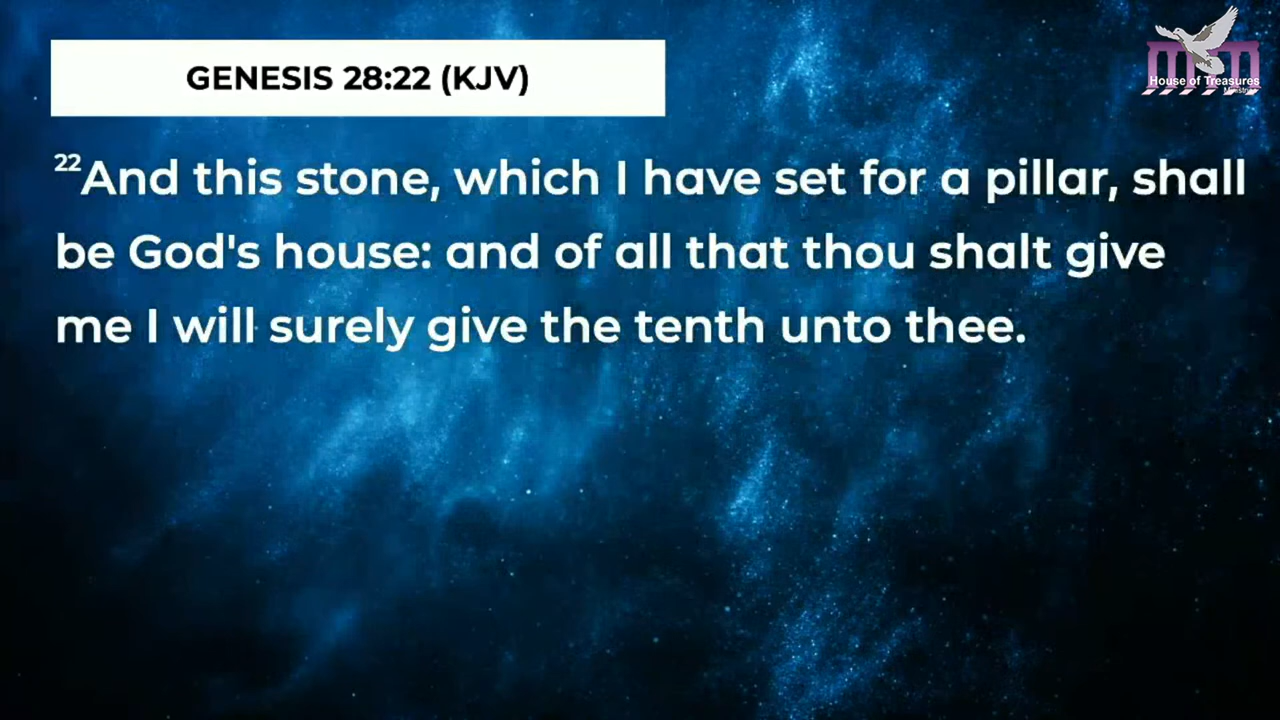 GENESIS 28:22 (KJV)
House of Treasures
Ministries
22And this stone, which I have set for a pillar, shall
be God's house: and of all that thou shalt give
me I will surely give the tenth unto thee.